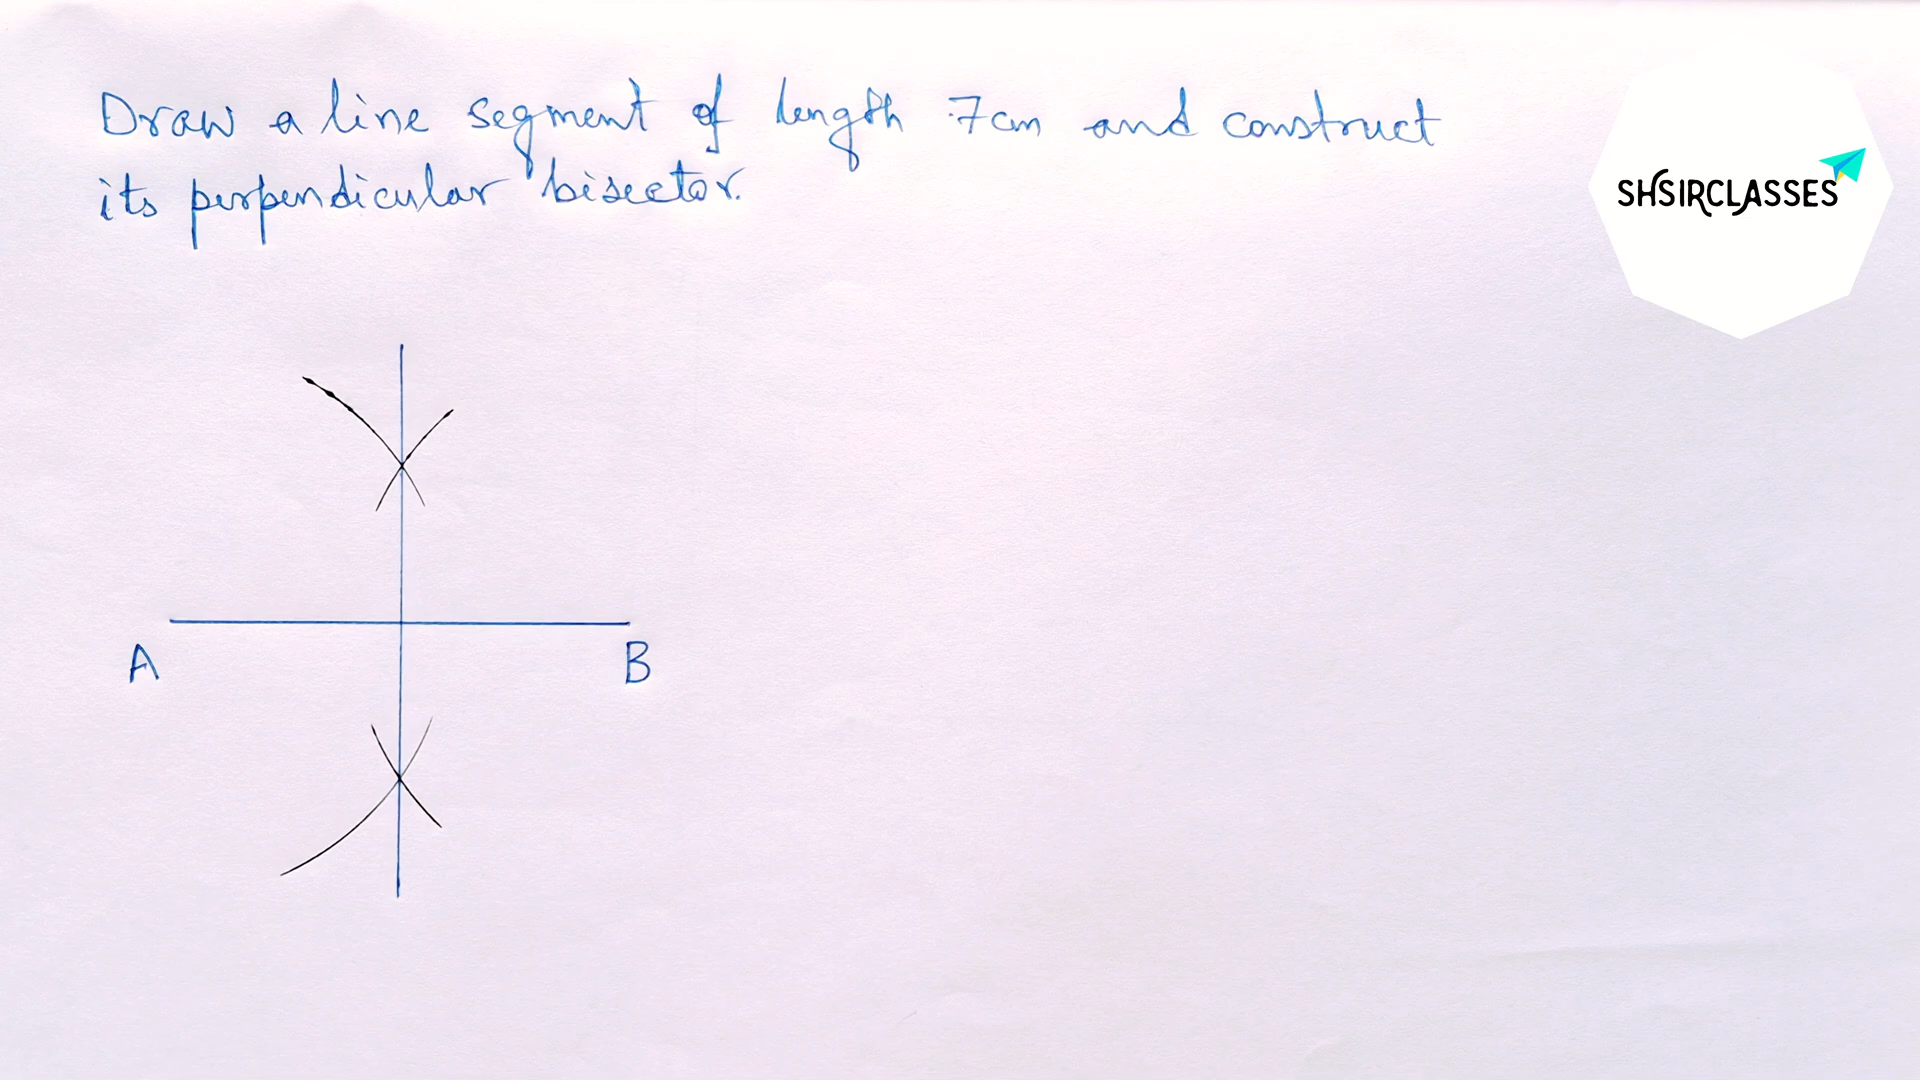 Draw a line segment of length 7cm and construct
its perpendicular bisector.
SHSIRCLASSES
A
B